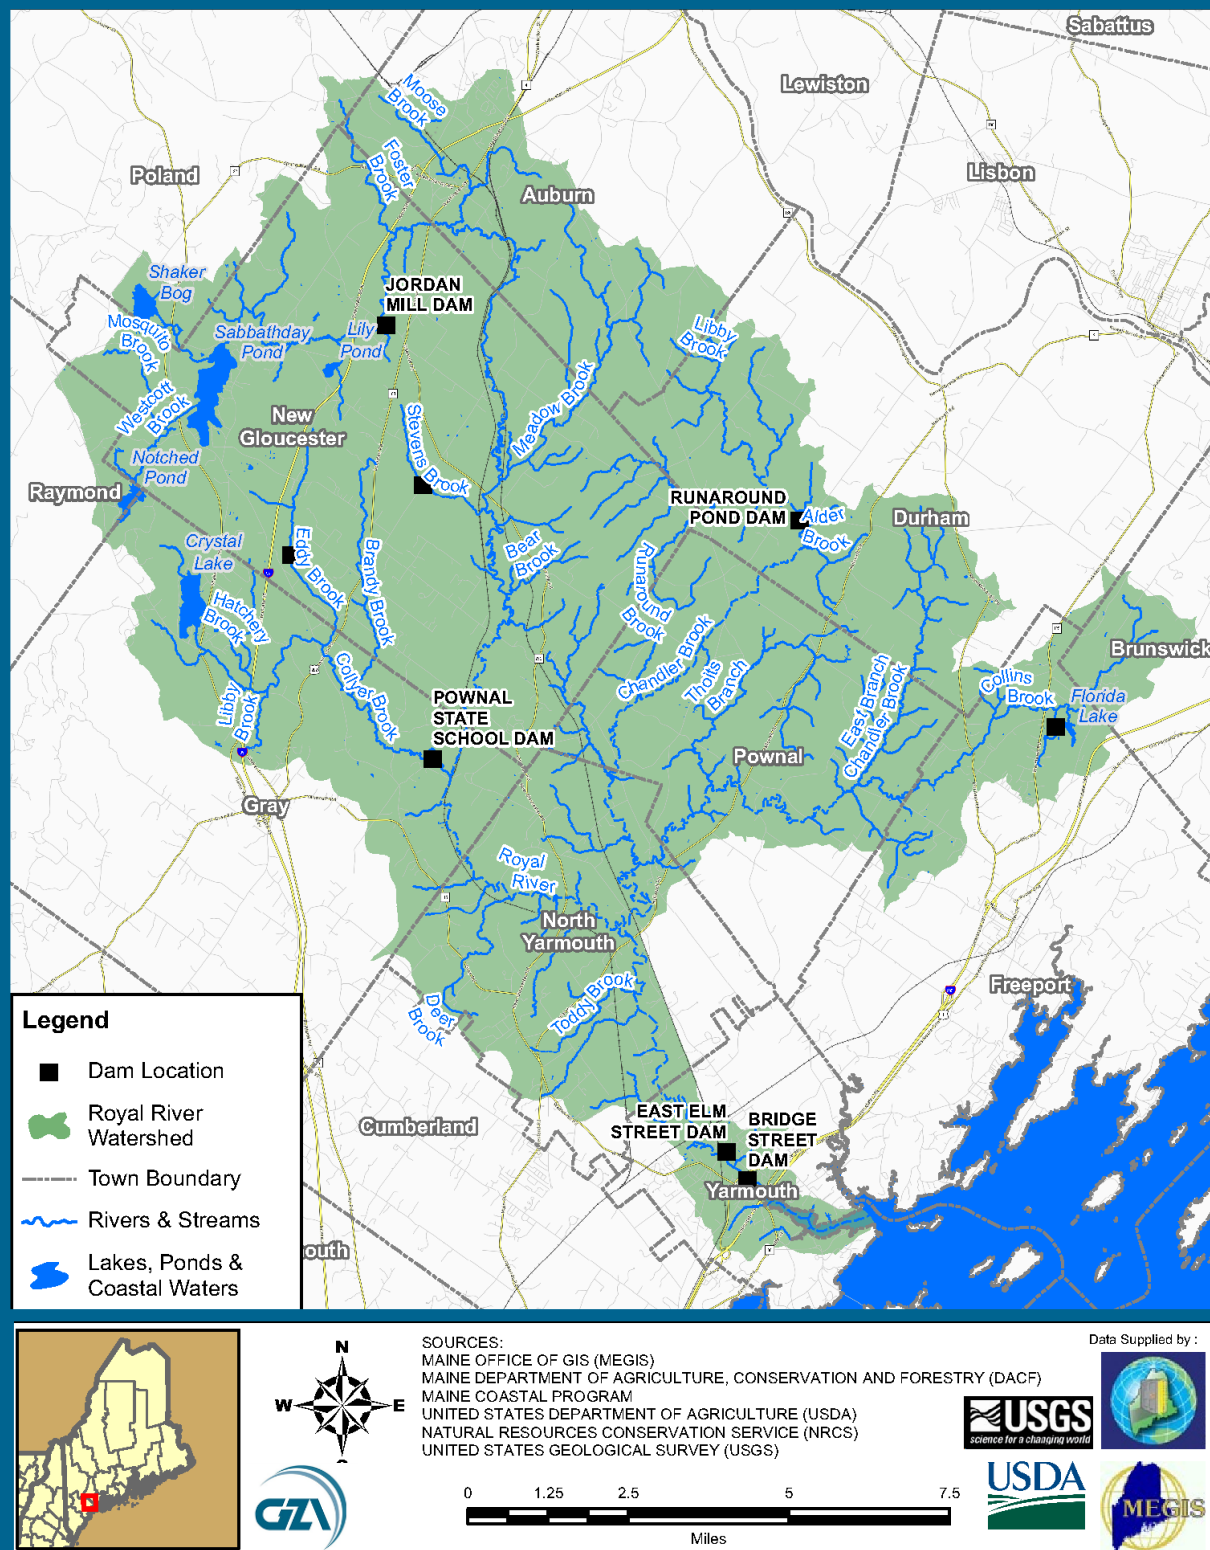 Sabattus
Lewiston
Lisbon
Poland
Auburn
Moose
Brook
Foster
Brook
Shaker
Bog
JORDAN
MILL DAM
Mosquito
Brook
Sabbathday
Pond
Lily
Pond
Libby
Brook
Westcott
Brook
New
Gloucester
Meadow Brook
Stevens Brook
Notched
Pond
Raymond
RUNAROUND
POND DAM
Alder
Brook
Durham
Crystal
Lake
Eddy Brook
Brandy Brook
Bear
Brook
Runaround
Brook
Hatchery
Brook
Chandler Brook
Thoits
Branch
East Branch
Chandler Brook
Collins
Brook
Florida
Lake
Brunswick
Libby
Brook
Collyer Brook
POWNAL
STATE
SCHOOL DAM
Pownal
Gray
Royal
River
North
Yarmouth
Deer
Brook
Toddy Brook
Freeport
Cumberland
EAST ELM
STREET DAM
BRIDGE
STREET
DAM
Yarmouth
outh
Legend
Dam Location
Royal River
Watershed
Town Boundary
Rivers & Streams
Lakes, Ponds &
Coastal Waters
N
W
E
GZA
SOURCES:
MAINE OFFICE OF GIS (MEGIS)
MAINE DEPARTMENT OF AGRICULTURE, CONSERVATION AND FORESTRY (DACF)
MAINE COASTAL PROGRAM
UNITED STATES DEPARTMENT OF AGRICULTURE (USDA)
NATURAL RESOURCES CONSERVATION SERVICE (NRCS)
UNITED STATES GEOLOGICAL SURVEY (USGS)
0 1.25 2.5 5 7.5
Miles
Data Supplied by :
USGS
science for a changing world
USDA
MEGIS